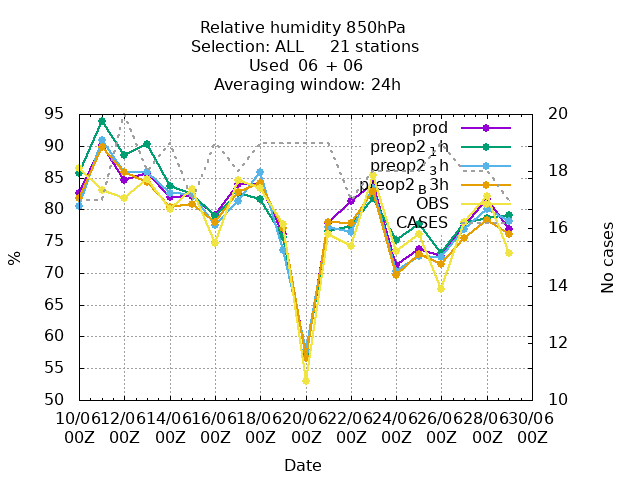 Relative humidity 850hPa
Selection: ALL     21 stations
Used  06 + 06
Averaging window: 24h
95
90
85
80
75
70
65
60
55
50
20
18
16
14
12
10
%
No cases
prod
preop2_1h
preop2_3h
preop2_B3h
OBS
CASES
10/06 12/06 14/06 16/06 18/06 20/06 22/06 24/06 26/06 28/06 30/06
00Z 00Z 00Z 00Z 00Z 00Z 00Z 00Z 00Z 00Z 00Z
Date